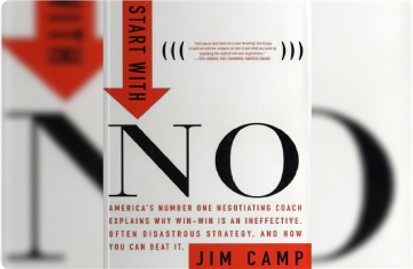 START WITH
NO
AMERICA'S NUMBER ONE NEGOTIATING COACH
EXPLAINS WHY WIN-WIN IS AN INEFFECTIVE,
OFTEN DISASTROUS STRATEGY, AND HOW
YOU CAN BEAT IT.
JIM CAMP